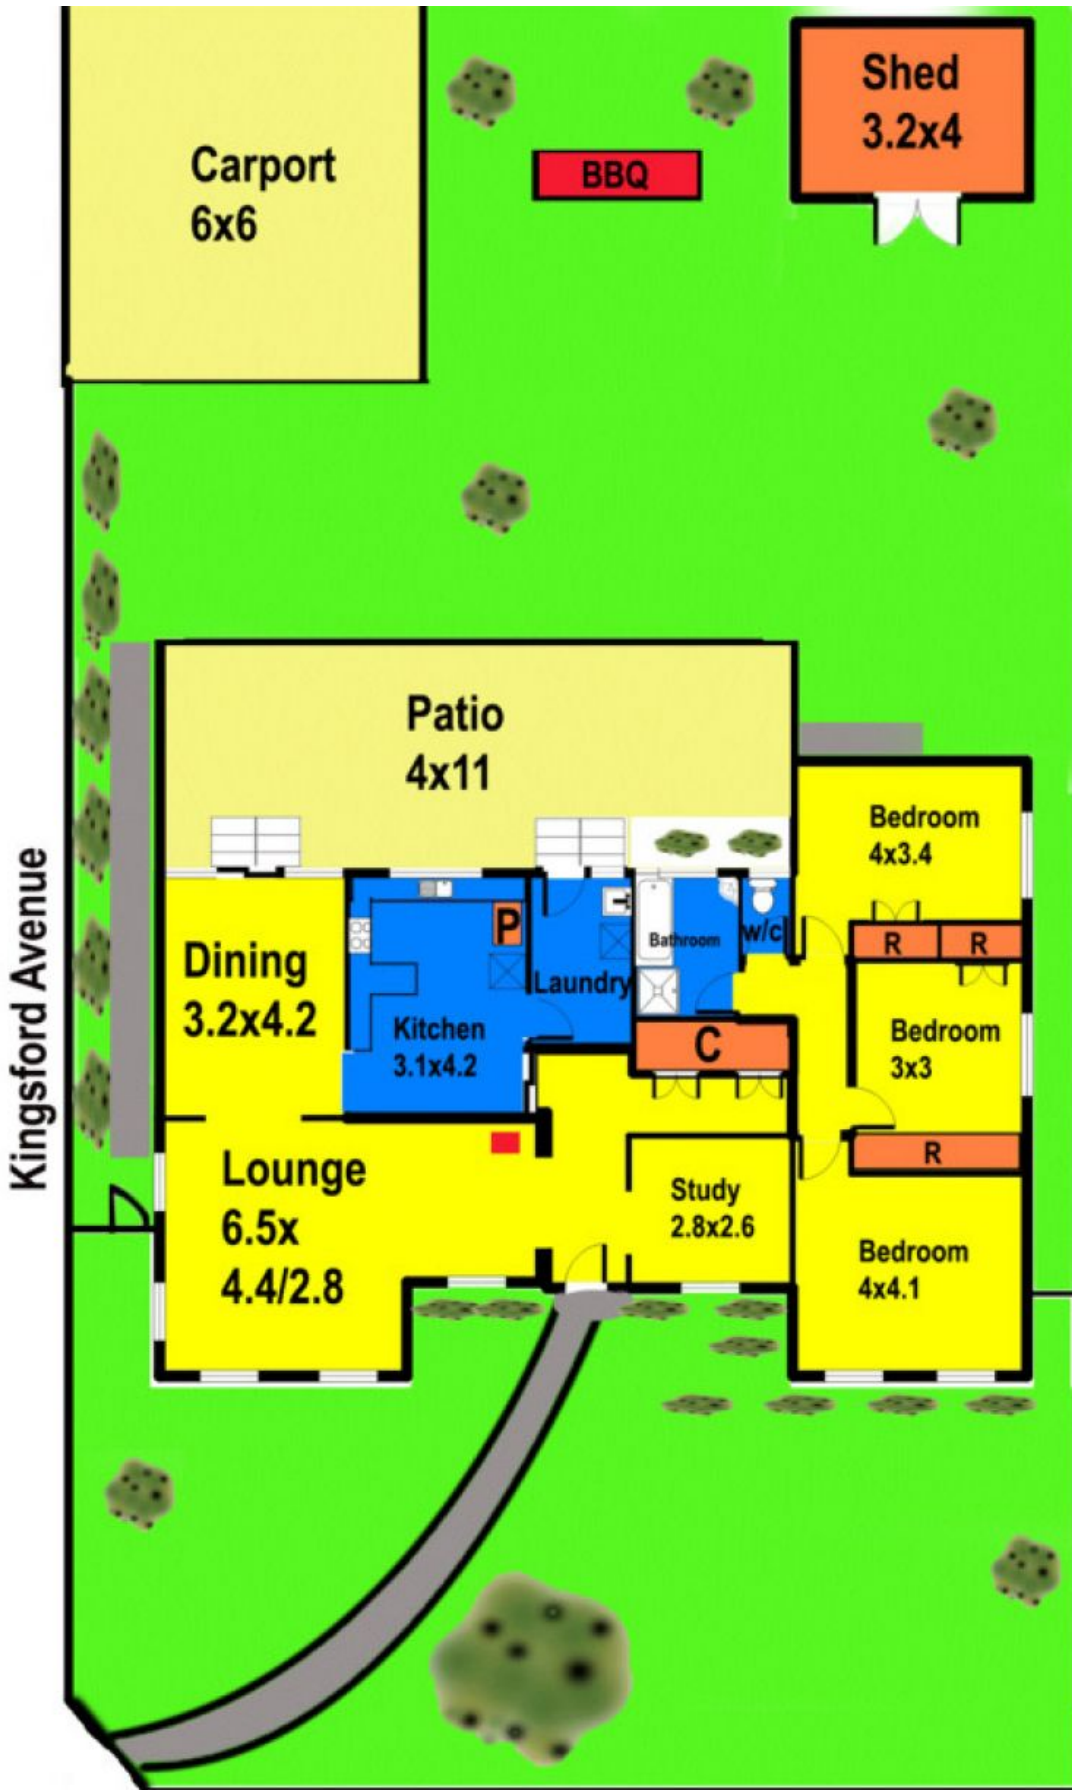 Shed
3.2x4
Carport
6x6
BBQ
Patio
4x11
Bedroom
4x3.4
P
w/c
Bathroom
R
R
Dining
3.2x4.2
Laundry
Kitchen
3.1x4.2
C
Bedroom
3x3
Kingsford Avenue
R
Lounge
6.5x
4.4/2.8
Study
2.8x2.6
Bedroom
4x4.1